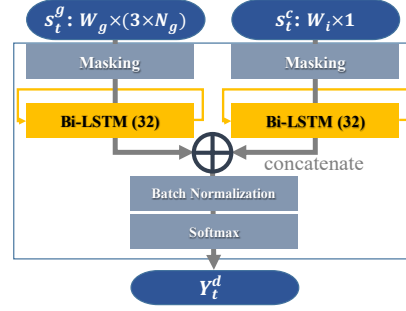 s_t^g: W_g×(3×N_g)
s_t^c: W_i×1
Masking
Masking
Bi-LSTM (32)
Bi-LSTM (32)
concatenate
Batch Normalization
Softmax
Y_t^d